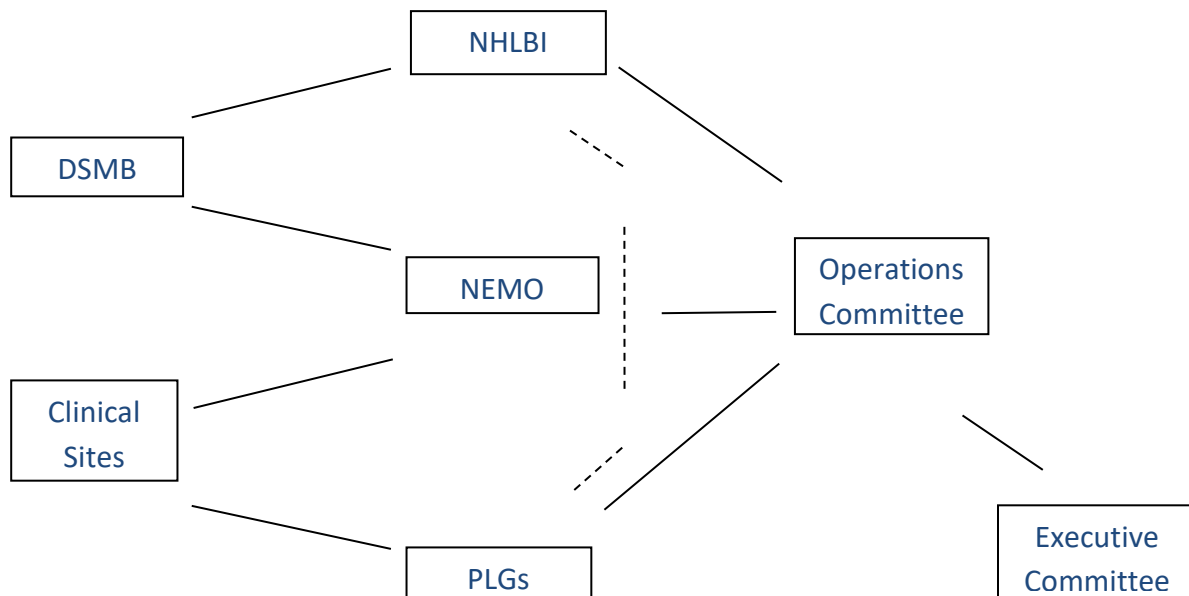 NHLBI
DSMB
NEMO
Operations
Committee
Clinical
Sites
PLGs
Executive
Committee